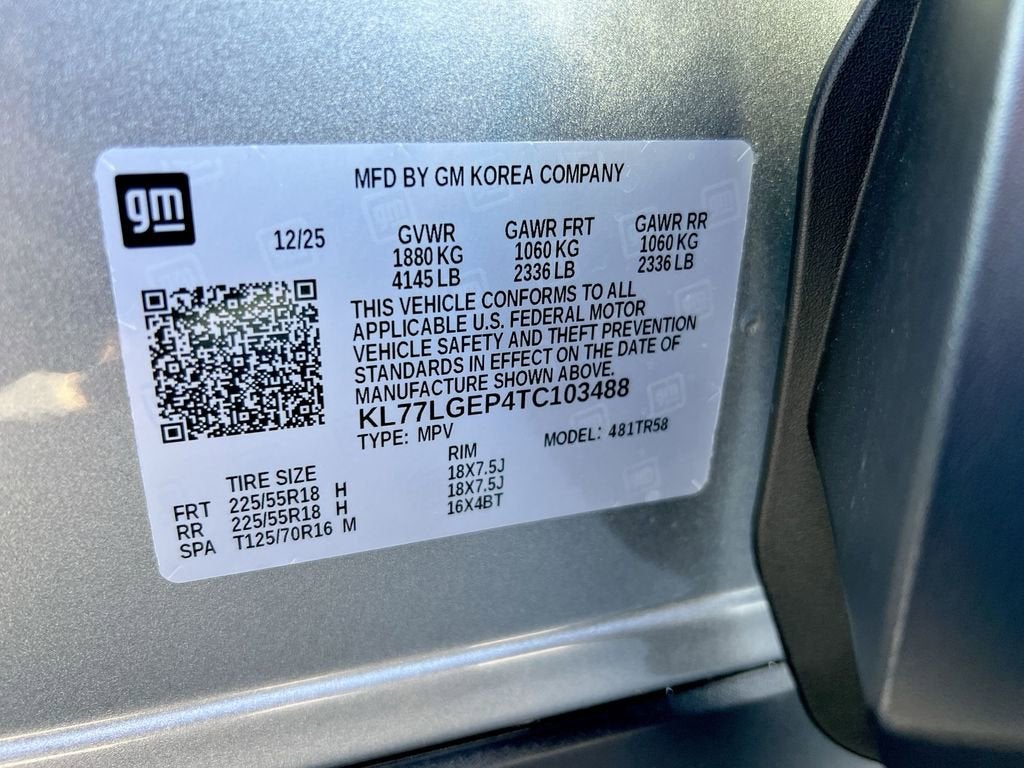 gm
MFD BY GM KOREA COMPANY
12/25
GVWR GAWR FRT GAWR RR
1880 KG 1060 KG 1060 KG
4145 LB 2336 LB 2336 LB
THIS VEHICLE CONFORMS TO ALL
APPLICABLE U.S. FEDERAL MOTOR
VEHICLE SAFETY AND THEFT PREVENTION
STANDARDS IN EFFECT ON THE DATE OF
MANUFACTURE SHOWN ABOVE.
KL77LGEP4TC103488
TYPE: MPV MODEL: 481TR58
TIRE SIZE RIM
FRT 225/55R18 H 18X7.5J
RR 225/55R18 H 18X7.5J
SPA T125/70R16 M 16X4BT